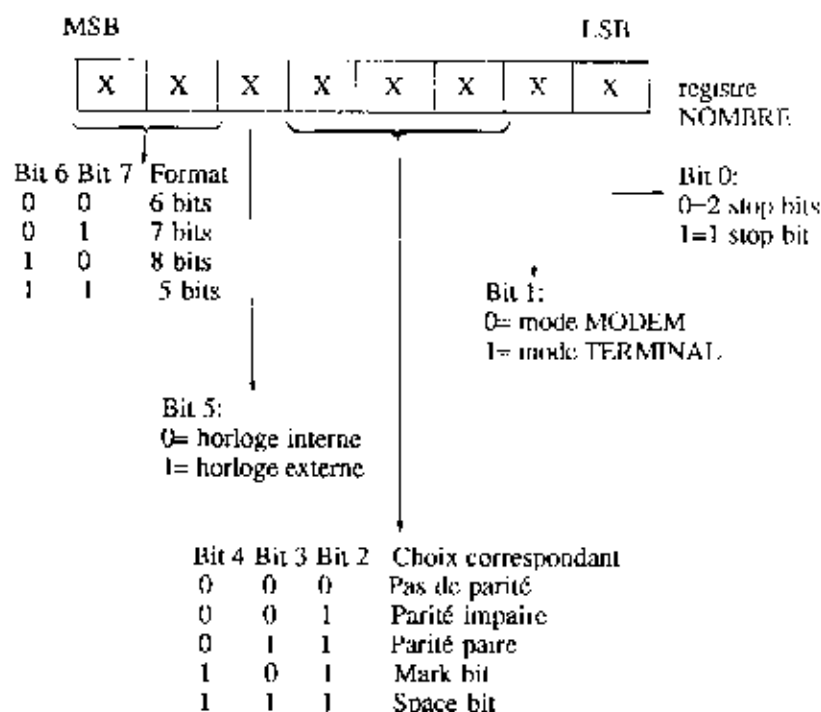 MSB LSB
X X X X X X X X
registre
NOMBRE
Bit 6 Bit 7 Format
0 0 6 bits
0 1 7 bits
1 0 8 bits
1 1 5 bits
Bit 0:
0=2 stop bits
1=1 stop bit
Bit 1:
0= mode MODEM
1= mode TERMINAL
Bit 5:
0= horloge interne
1= horloge externe
Bit 4 Bit 3 Bit 2 Choix correspondant
0 0 0 Pas de parité
0 0 1 Parité impaire
0 1 1 Parité paire
1 0 1 Mark bit
1 1 1 Space bit